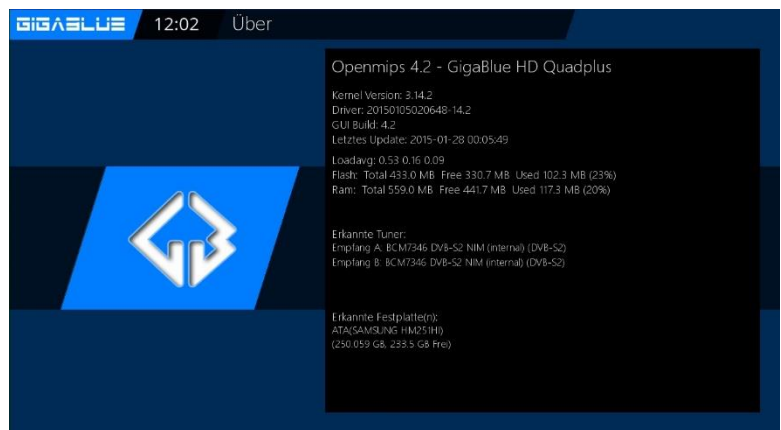 GIGABLUE 12:02 Über
Openmips 4.2 - GigaBlue HD Quadplus
Kernel Version: 3.14.2
Driver: 20150105020648-14.2
GUI Build: 4.2
Letztes Update: 2015-01-28 00:05:49
Loadavg: 0.53 0.16 0.09
Flash: Total 433.0 MB Free 330.7 MB Used 102.3 MB (23%)
Ram: Total 559.0 MB Free 441.7 MB Used 117.3 MB (20%)
Erkannte Tuner:
Empfang A: BCM7346 DVB-S2 NIM (internal) (DVB-S2)
Empfang B: BCM7346 DVB-S2 NIM (internal) (DVB-S2)
Erkannte Festplatte(n):
ATA(SAMSUNG HM251HI)
(250.059 GB, 233.5 GB Frei)
GB